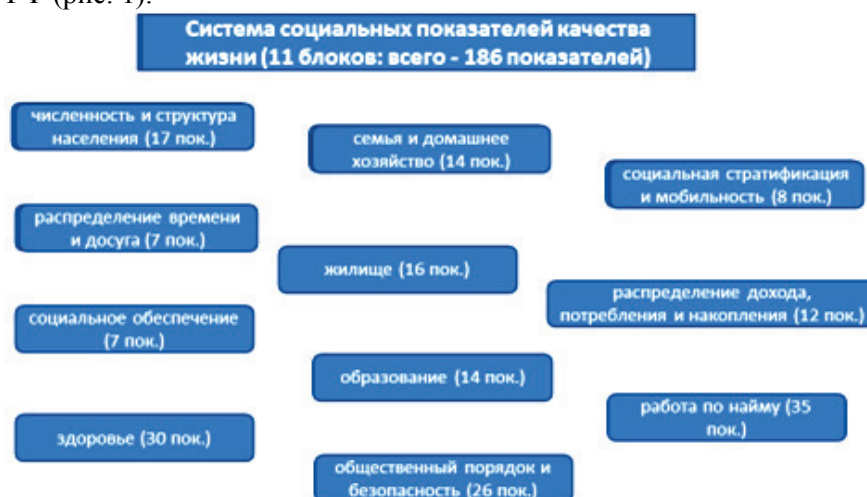 РФ (рис. 1).
Система социальных показателей качества
жизни (11 блоков: всего - 186 показателей)
численность и структура
населения (17 пок.)
семья и домашнее
хозяйство (14 пок.)
социальная стратификация
и мобильность (8 пок.)
распределение времени
и досуга (7 пок.)
жилище (16 пок.)
распределение дохода,
потребления и накопления (12 пок.)
социальное обеспечение
(7 пок.)
образование (14 пок.)
работа по найму (35
пок.)
здоровье (30 пок.)
общественный порядок и
безопасность (26 пок.)